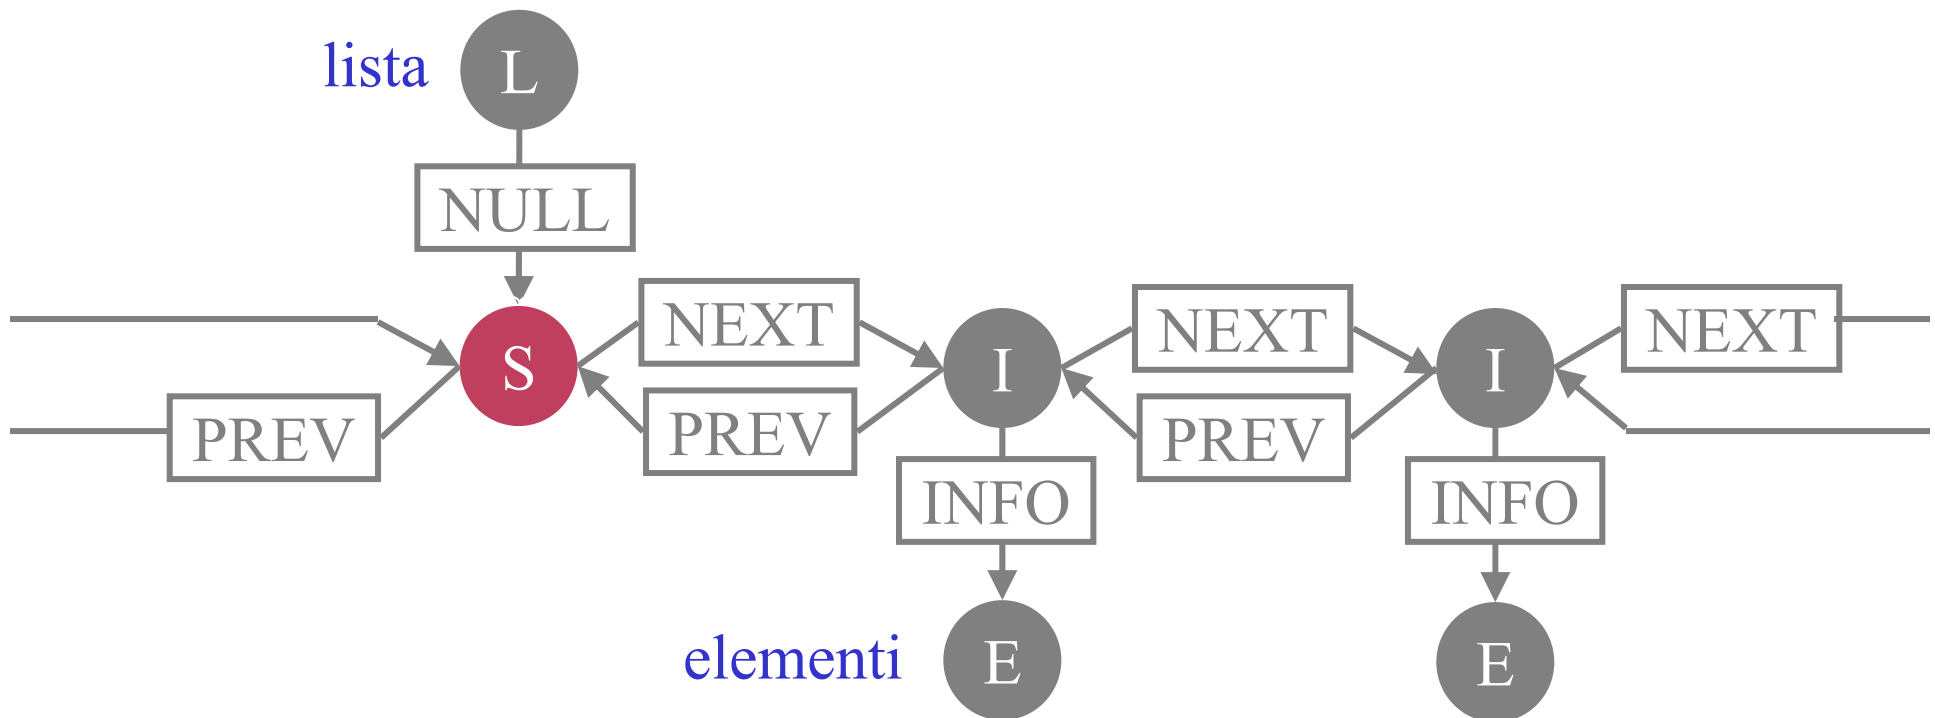 lista L
NULL
NEXT NEXT NEXT
S I I
PREV PREV PREV
INFO INFO
elementi E E